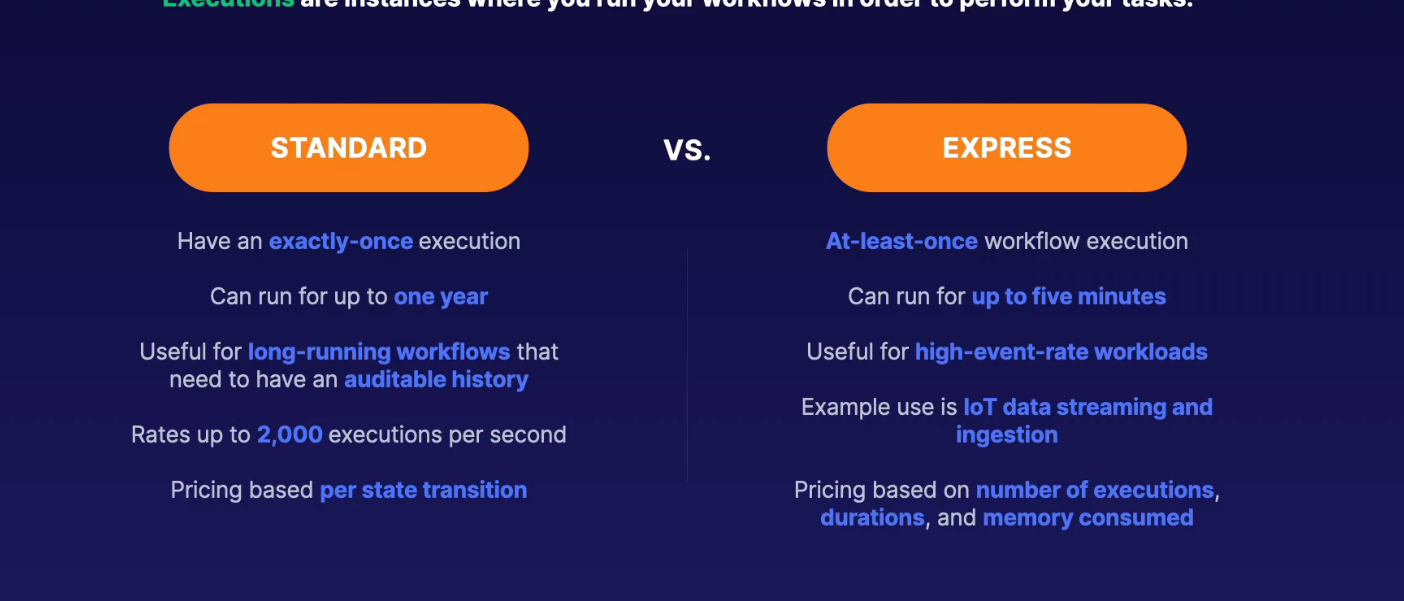 Executions are instances where you run your workflows in order to perform your tasks.
STANDARD
VS.
EXPRESS
Have an exactly-once execution
Can run for up to one year
Useful for long-running workflows that
need to have an auditable history
Rates up to 2,000 executions per second
Pricing based per state transition
At-least-once workflow execution
Can run for up to five minutes
Useful for high-event-rate workloads
Example use is IoT data streaming and
ingestion
Pricing based on number of executions,
durations, and memory consumed